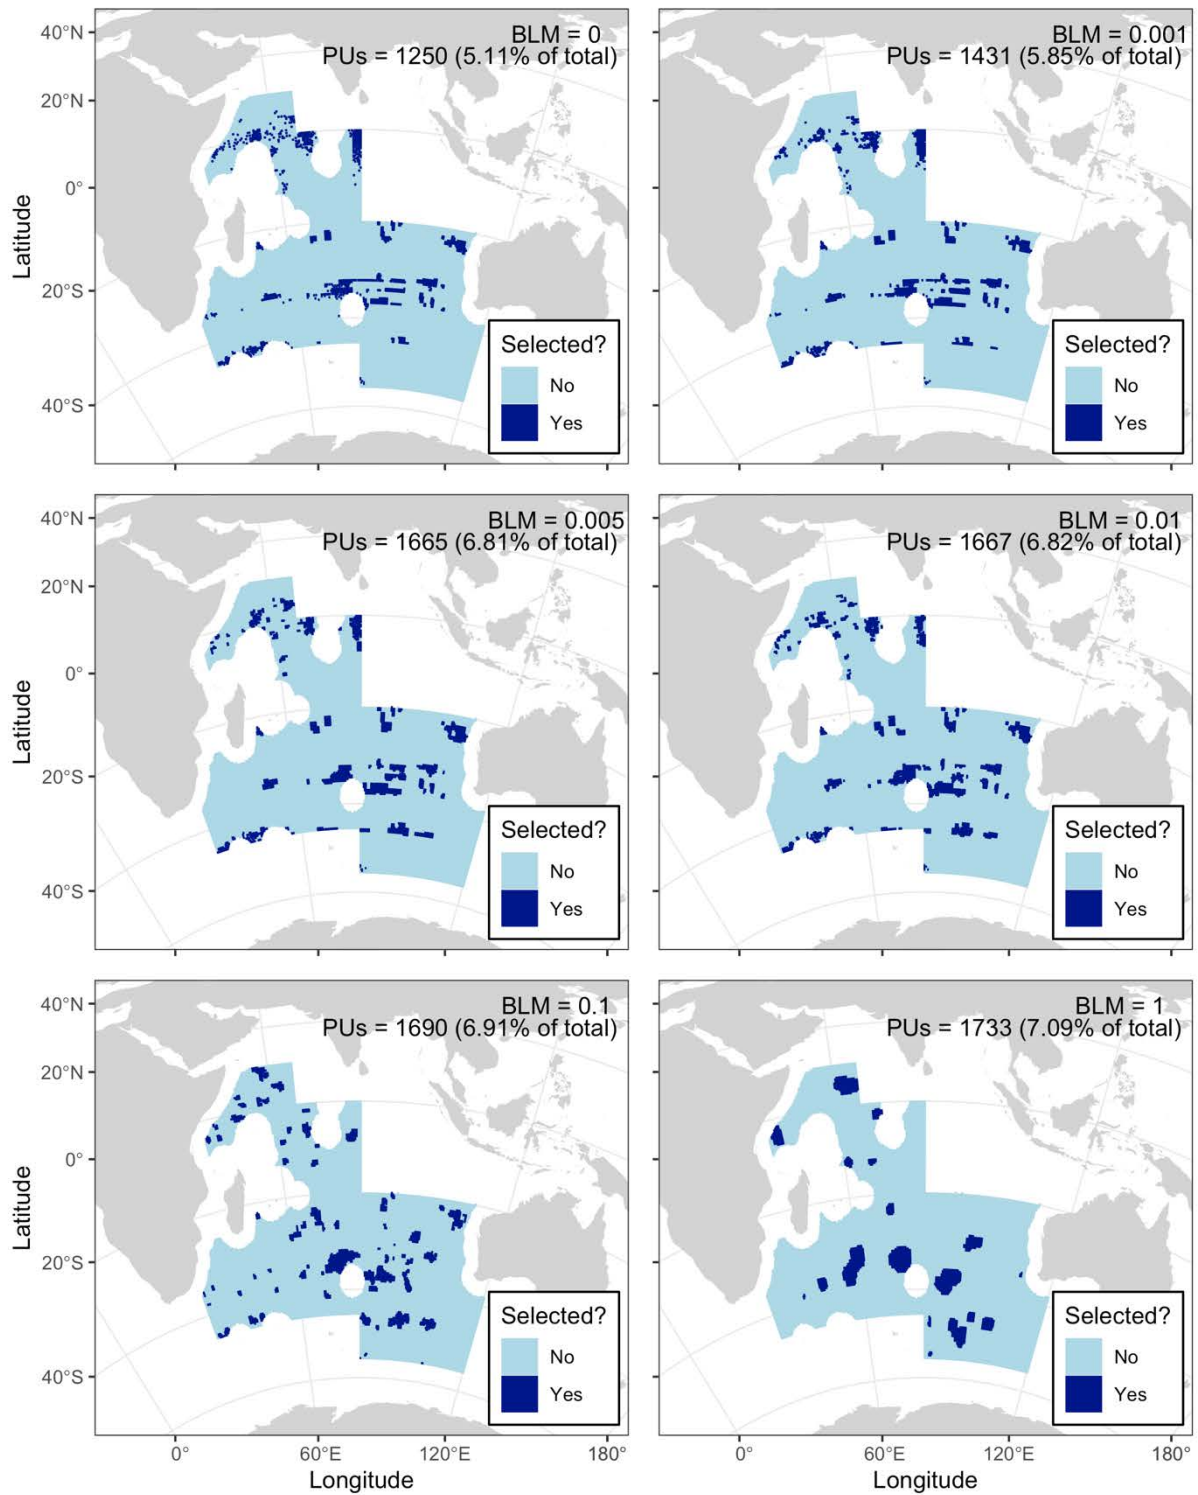 40°N
20°N
0°
20°S
40°S
Latitude
BLM = 0
PUs = 1250 (5.11% of total)
Selected?
No
Yes
BLM = 0.001
PUs = 1431 (5.85% of total)
Selected?
No
Yes
40°N
20°N
0°
20°S
40°S
Latitude
BLM = 0.005
PUs = 1665 (6.81% of total)
Selected?
No
Yes
BLM = 0.01
PUs = 1667 (6.82% of total)
Selected?
No
Yes
40°N
20°N
0°
20°S
40°S
Latitude
BLM = 0.1
PUs = 1690 (6.91% of total)
Selected?
No
Yes
BLM = 1
PUs = 1733 (7.09% of total)
Selected?
No
Yes
0° 60°E 120°E 180°
Longitude
0° 60°E 120°E 180°
Longitude